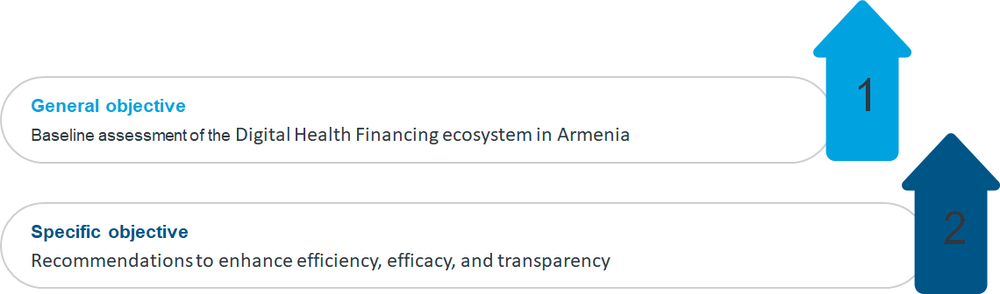 General objective
Baseline assessment of the Digital Health Financing ecosystem in Armenia
1
Specific objective
Recommendations to enhance efficiency, efficacy, and transparency
2